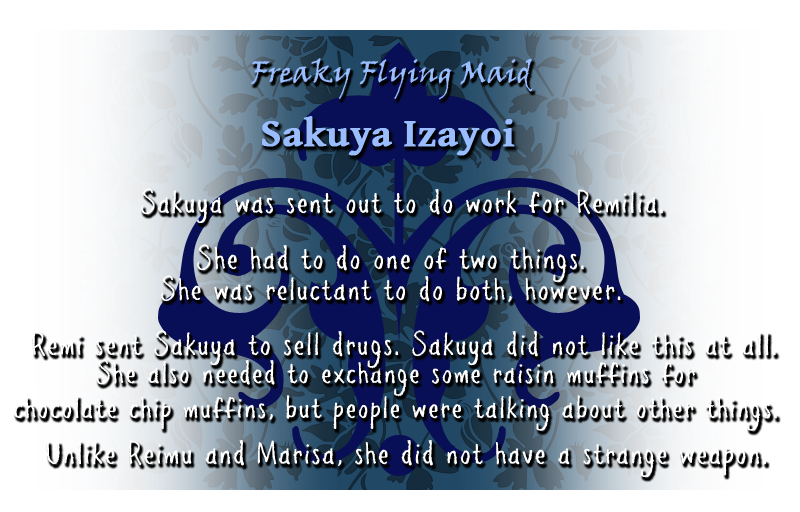 Freaky Flying Maid
Sakuya Izayoi
Sakuya was sent out to do work for Remilia.
She had to do one of two things.
She was reluctant to do both, however.
Remi sent Sakuya to sell drugs. Sakuya did not like this at all.
She also needed to exchange some raisin muffins for
chocolate chip muffins, but people were talking about other things.
Unlike Reimu and Marisa, she did not have a strange weapon.